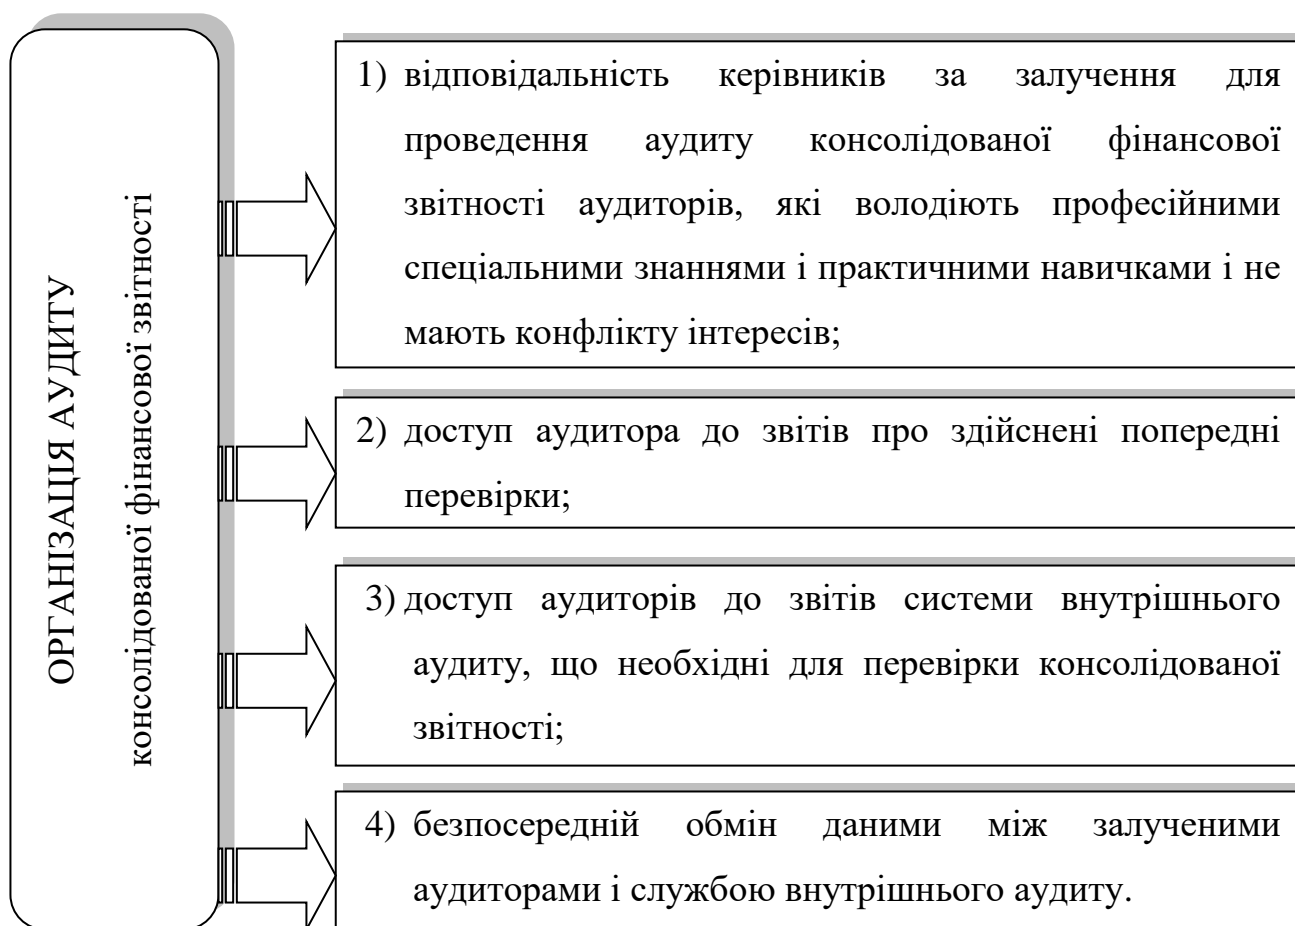 ОРГАНІЗАЦІЯ АУДИТУ
консолідованої фінансової звітності
1) відповідальність керівників за залучення для
проведення аудиту консолідованої фінансової
звітності аудиторів, які володіють професійними
спеціальними знаннями і практичними навичками і не
мають конфлікту інтересів;
2) доступ аудитора до звітів про здійснені попередні
перевірки;
3) доступ аудиторів до звітів системи внутрішнього
аудиту, що необхідні для перевірки консолідованої
звітності;
4) безпосередній обмін даними між залученими
аудиторами і службою внутрішнього аудиту.